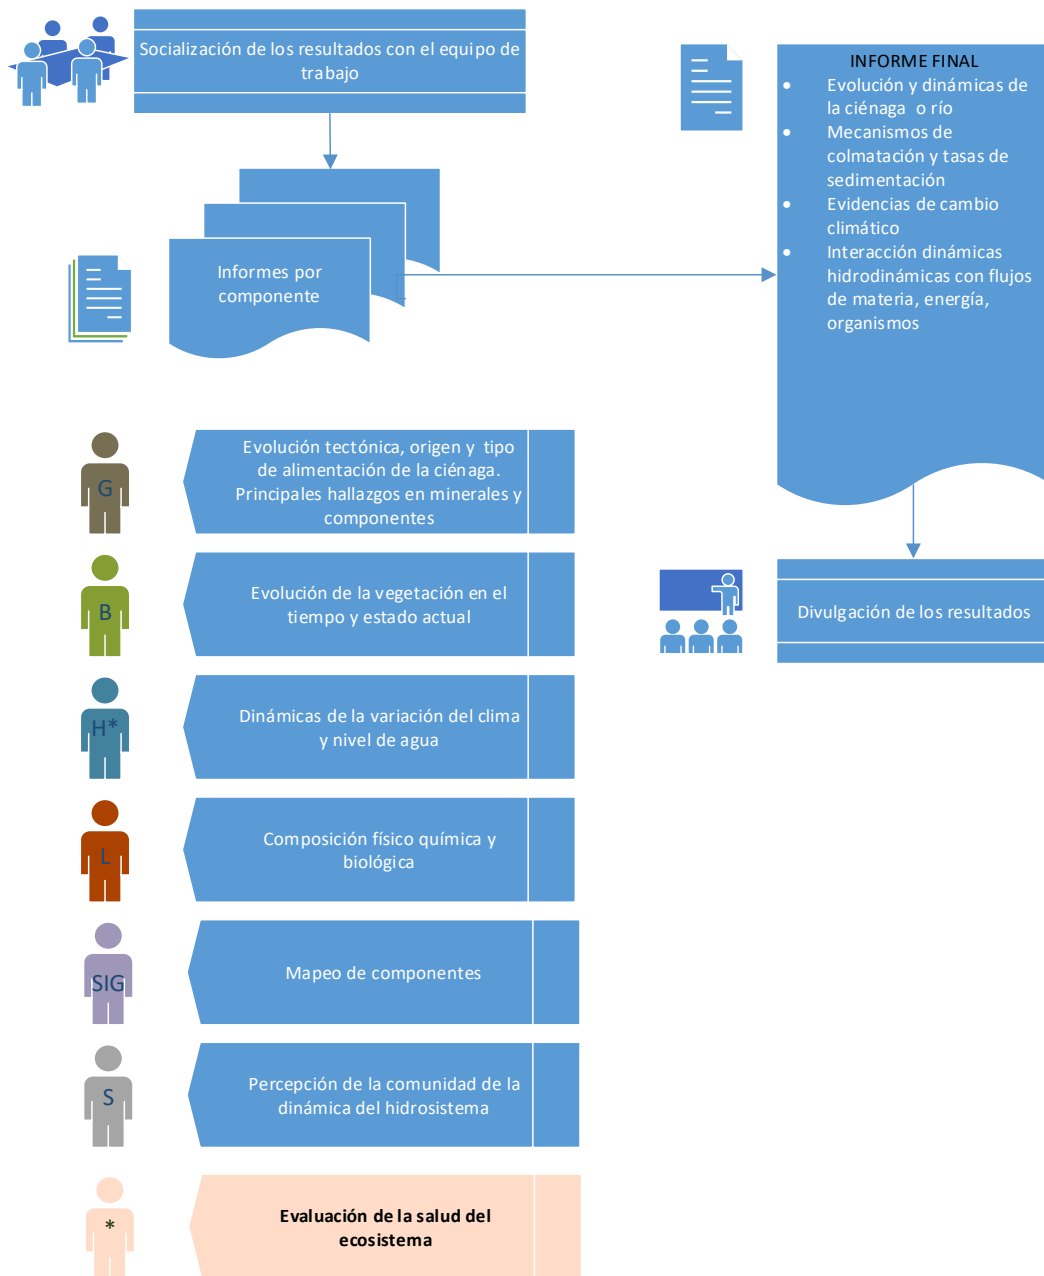 Socialización de los resultados con el equipo de
trabajo
Informes por
componente
INFORME FINAL
• Evolución y dinámicas de
la ciénaga o río
• Mecanismos de
colmatación y tasas de
sedimentación
• Evidencias de cambio
climático
• Interacción dinámicas
hidrodinámicas con flujos
de materia, energía,
organismos
Divulgación de los resultados
G
Evolución tectónica, origen y tipo
de alimentación de la ciénaga.
Principales hallazgos en minerales y
componentes
B
Evolución de la vegetación en el
tiempo y estado actual
H*
Dinámicas de la variación del clima
y nivel de agua
L
Composición físico química y
biológica
SIG
Mapeo de componentes
S
Percepción de la comunidad de la
dinámica del hidrosistema
*
Evaluación de la salud del
ecosistema